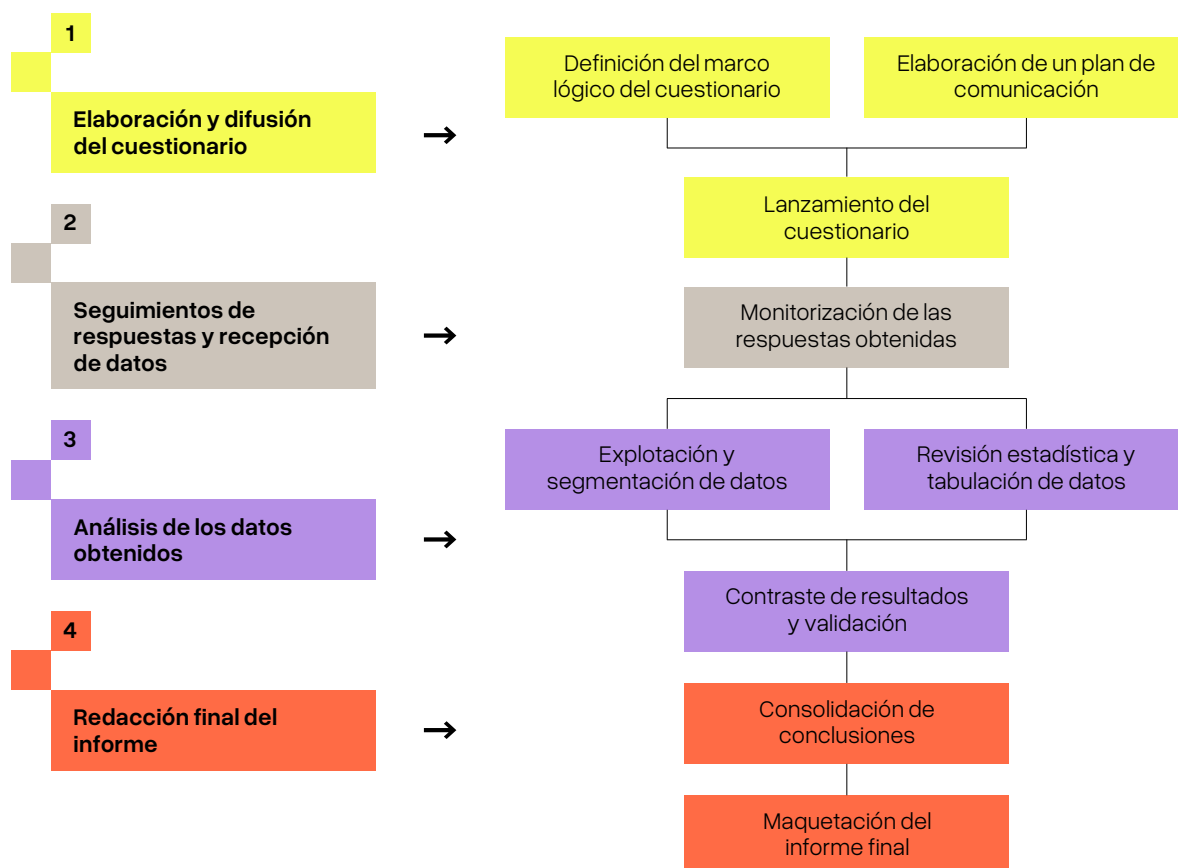 1
Elaboración y difusión
del cuestionario
Definición del marco
lógico del cuestionario
Elaboración de un plan de
comunicación
Lanzamiento del
cuestionario
2
Seguimientos de
respuestas y recepción
de datos
Monitorización de las
respuestas obtenidas
3
Análisis de los datos
obtenidos
Explotación y
segmentación de datos
Revisión estadística y
tabulación de datos
Contraste de resultados
y validación
4
Redacción final del
informe
Consolidación de
conclusiones
Maquetación del
informe final